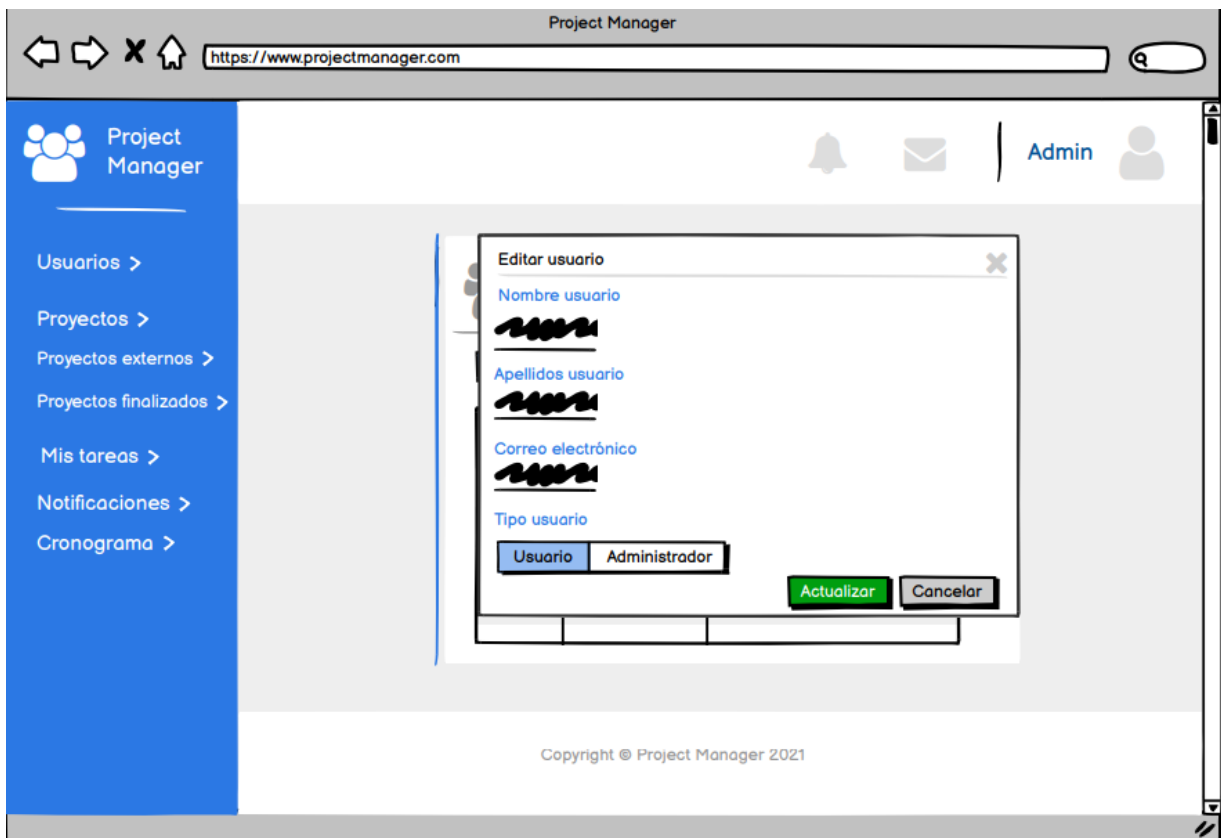 Project Manager
https://www.projectmanager.com
Project
Manager
Admin
Usuarios >
Proyectos >
Proyectos externos >
Proyectos finalizados >
Mis tareas >
Notificaciones >
Cronograma >
Editar usuario
Nombre usuario
Apellidos usuario
Correo electrónico
Tipo usuario
Usuario Administrador
Actualizar Cancelar
Copyright © Project Manager 2021